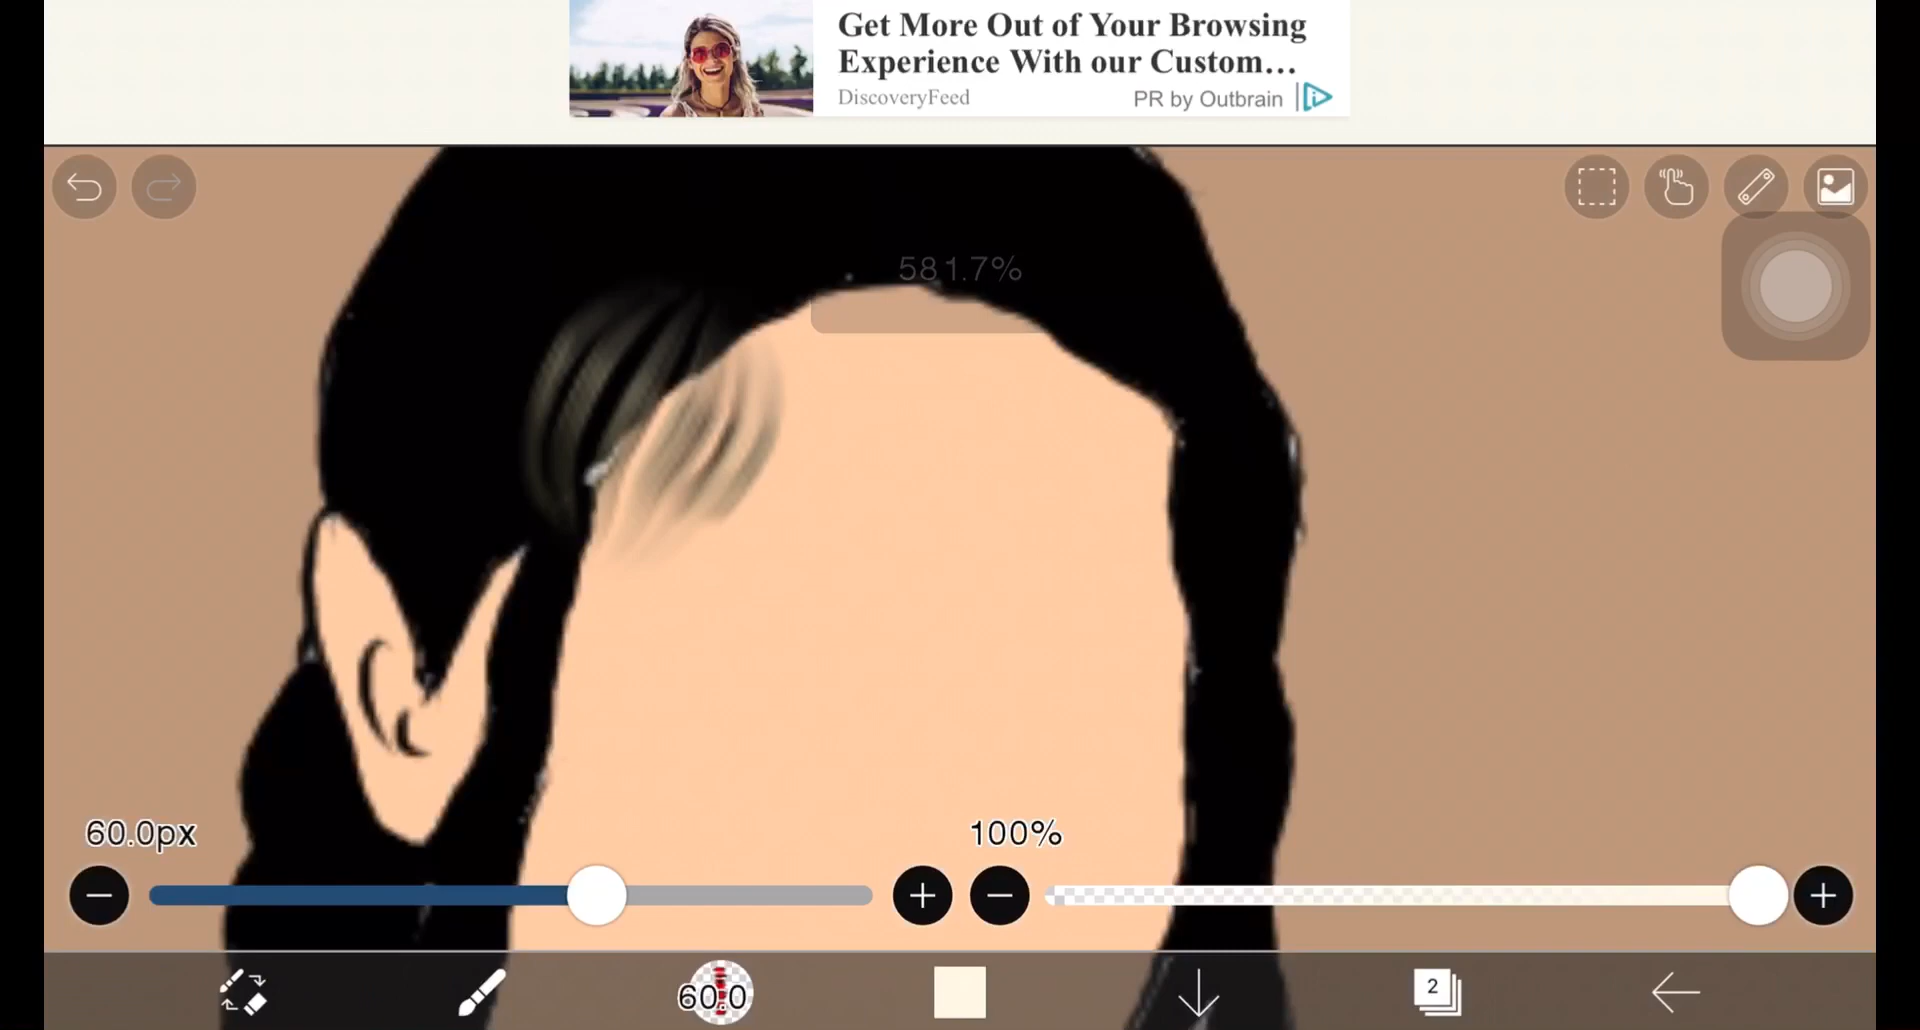 Get More Out of Your Browsing
Experience With our Custom...
DiscoveryFeed
PR by Outbrain
581.7%
60.0px
100%
60.0
2